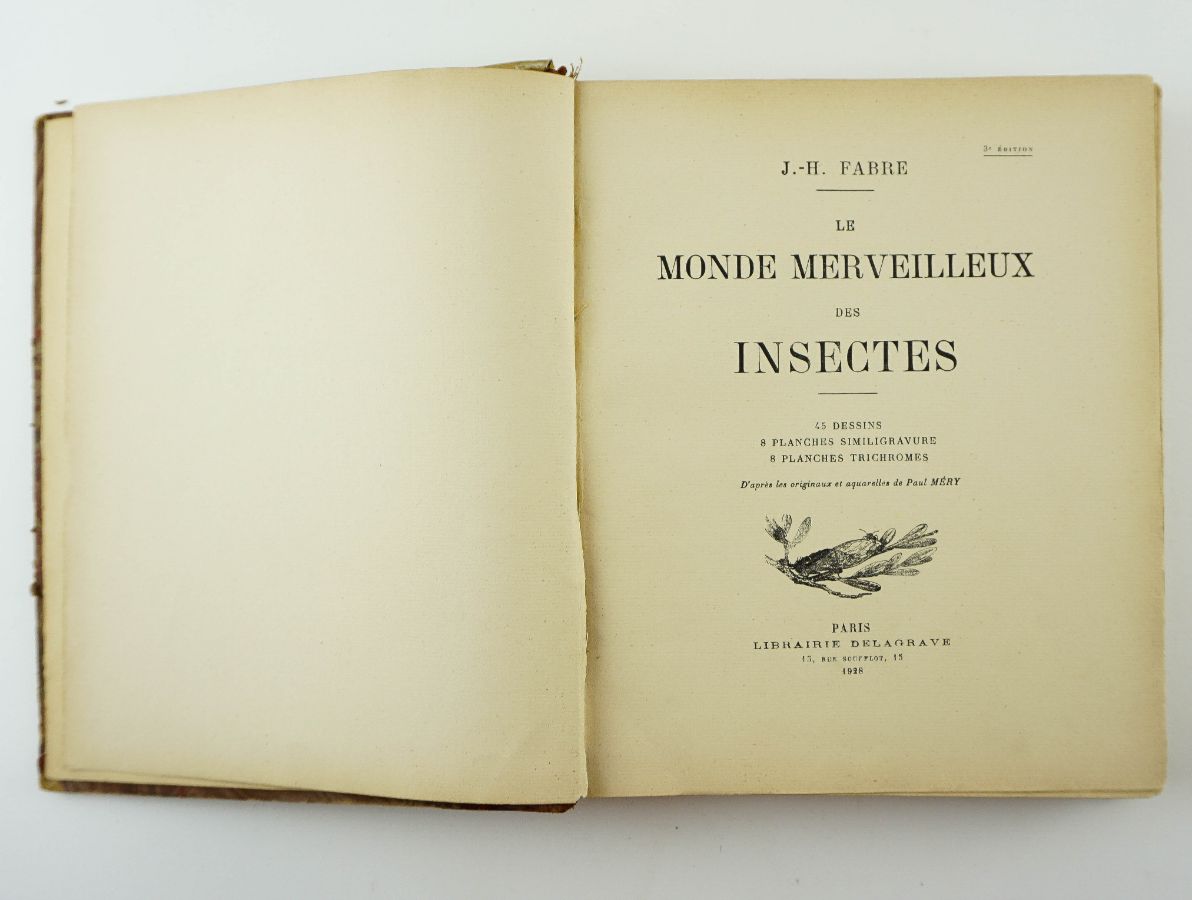 3e ÉDITION
J.-H. FABRE
LE
MONDE MERVEILLEUX
DES
INSECTES
45 DESSINS
8 PLANCHES SIMILIGRAVURE
8 PLANCHES TRICHROMES
D'après les originaux et aquarelles de Paul MÉRY
PARIS
LIBRAIRIE DELAGRAVE
15, RUE SOUFFLOT, 15
1928